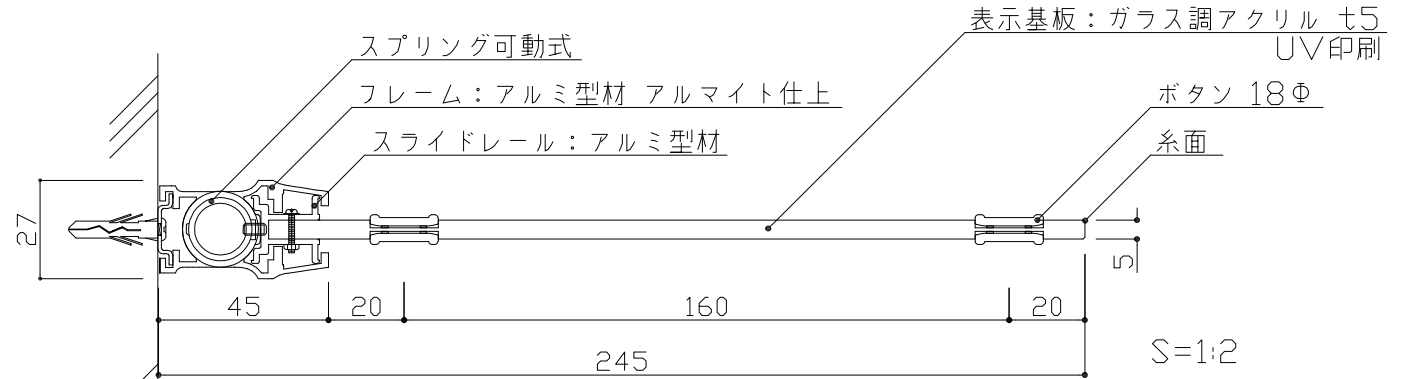 表示基板：ガラス調アクリル t5
UV印刷
スプリング可動式
フレーム：アルミ型材 アルマイト仕上
ボタン 18Φ
スライドレール：アルミ型材
糸面
27
5
45
20
160
20
245
S=1:2